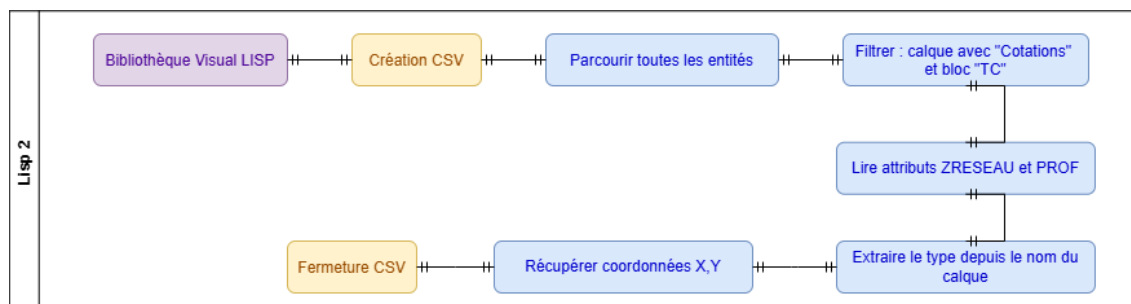 Lisp 2
Bibliothèque Visual LISP
Création CSV
Parcourir toutes les entités
Filtrer : calque avec "Cotations"
et bloc "TC"
Lire attributs ZRESEAU et PROF
Extraire le type depuis le nom du
calque
Récupérer coordonnées X,Y
Fermeture CSV